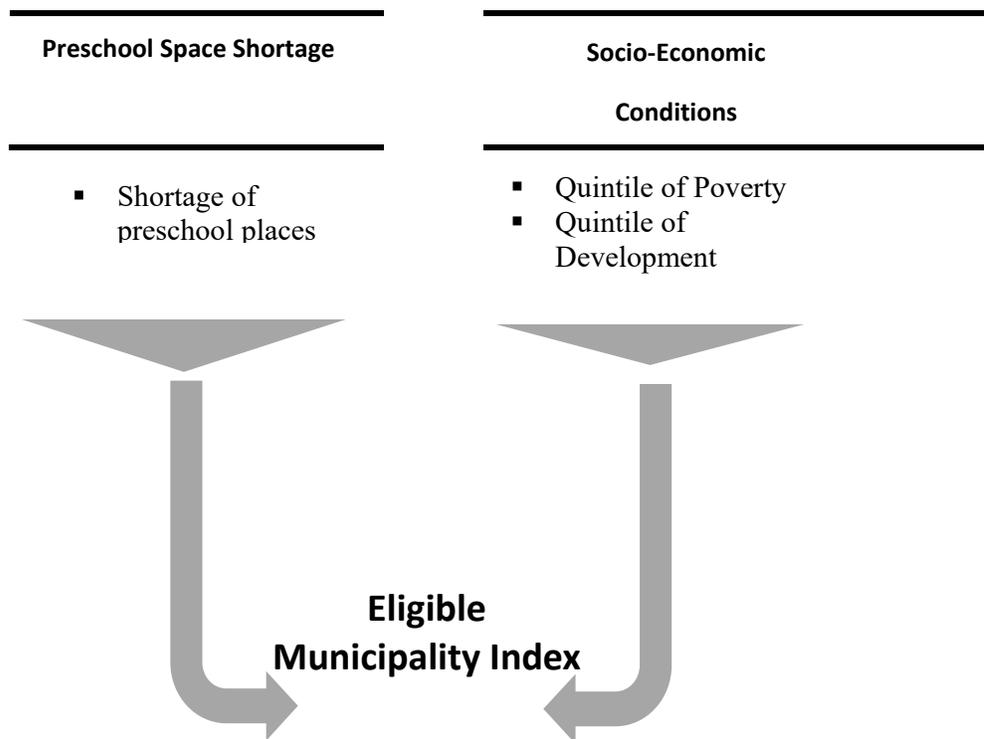 Preschool Space Shortage
Socio-Economic
Conditions
▪ Shortage of
preschool places
▪ Quintile of Poverty
▪ Quintile of
Development
Eligible
Municipality Index